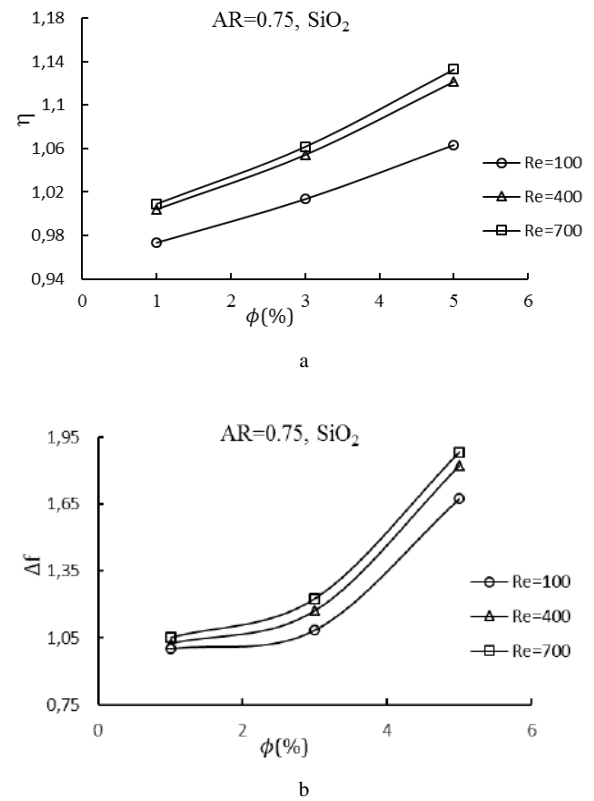 AR=0.75, SiO₂
1,18
1,14
1,1
1,06
1,02
0,98
0,94
η
0 1 2 3 4 5 6
ϕ(%)
Re=100
Re=400
Re=700
a
AR=0.75, SiO₂
1,95
1,65
1,35
1,05
0,75
Δf
0 2 4 6
ϕ(%)
Re=100
Re=400
Re=700
b